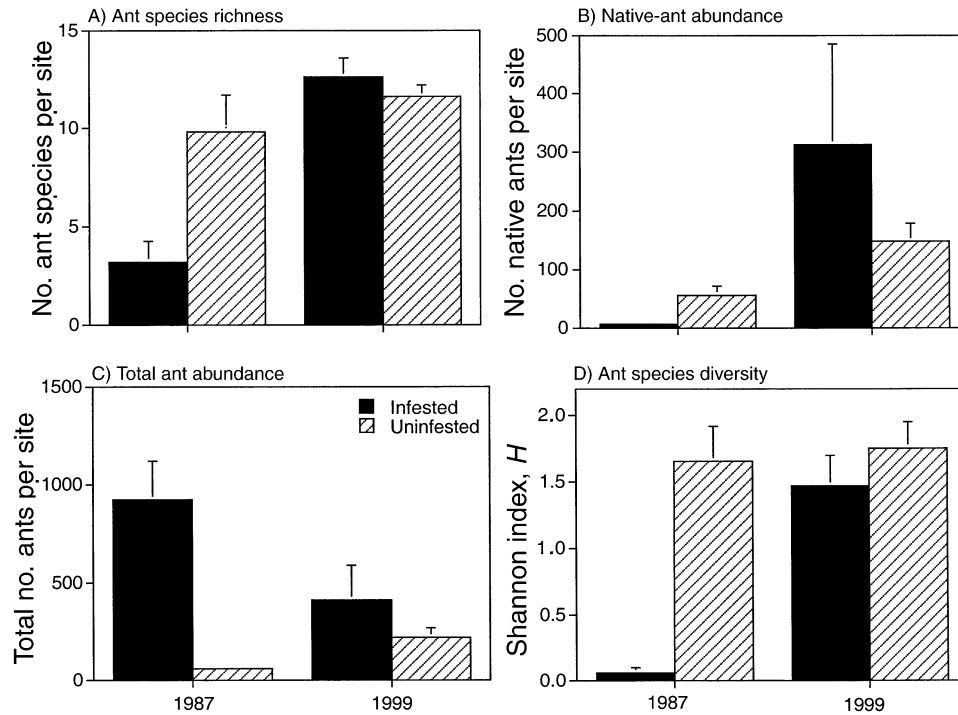 A) Ant species richness
No. ant species per site
15
10
5
0
B) Native-ant abundance
No. native ants per site
500
400
300
200
100
0
C) Total ant abundance
Total no. ants per site
1500
1000
500
0
Infested
Uninfested
1987
1999
D) Ant species diversity
Shannon index, H
2.0
1.5
1.0
0.5
0.0
1987
1999